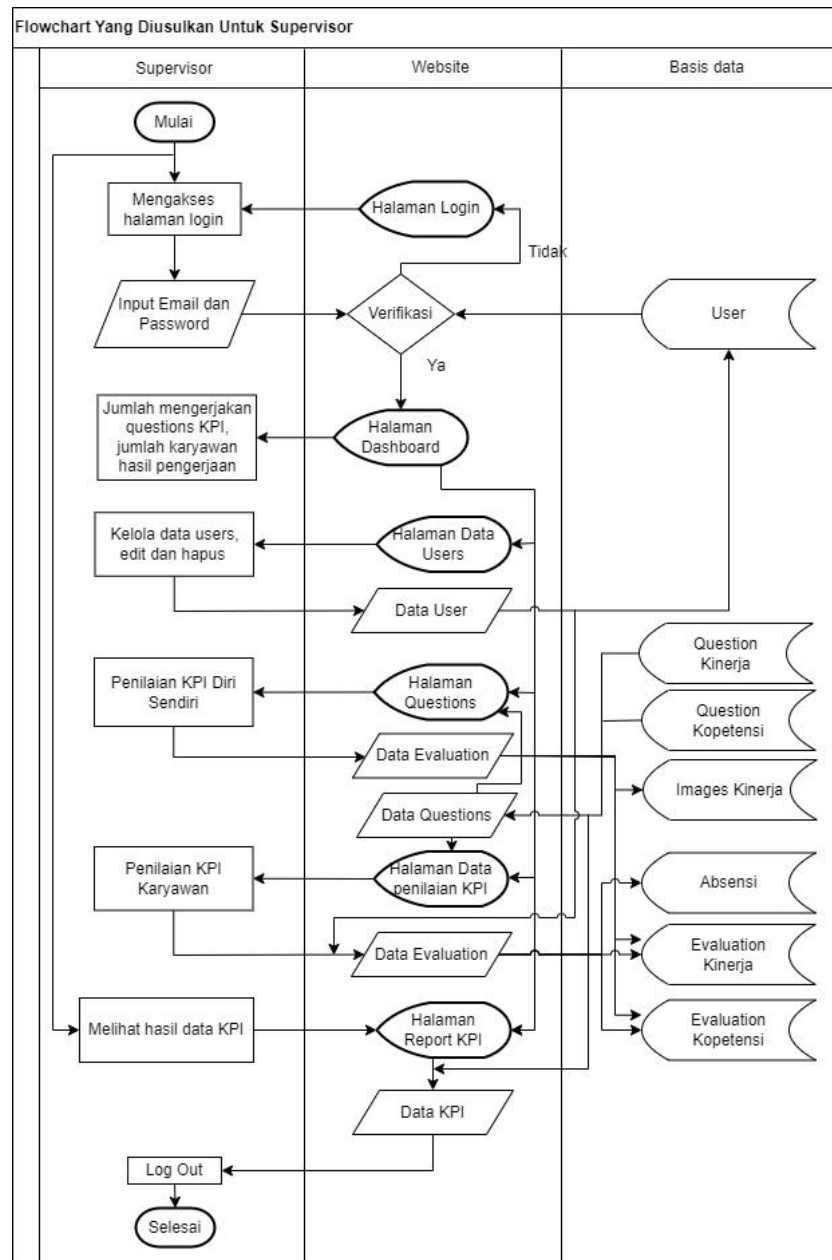 Flowchart Yang Diusulkan Untuk Supervisor
Supervisor
Website
Basis data
Mulai
Mengakses
halaman login
Halaman Login
Tidak
Input Email dan
Password
Verifikasi
User
Ya
Jumlah mengerjakan
questions KPI,
jumlah karyawan
hasil pengerjaan
Halaman
Dashboard
Kelola data users,
edit dan hapus
Halaman Data
Users
Data User
Question
Kinerja
Penilaian KPI Diri
Sendiri
Halaman
Questions
Question
Kopetensi
Data Evaluation
Images Kinerja
Data Questions
Penilaian KPI
Karyawan
Halaman Data
penilaian KPI
Absensi
Data Evaluation
Evaluation
Kinerja
Melihat hasil data KPI
Halaman
Report KPI
Evaluation
Kopetensi
Data KPI
Log Out
Selesai